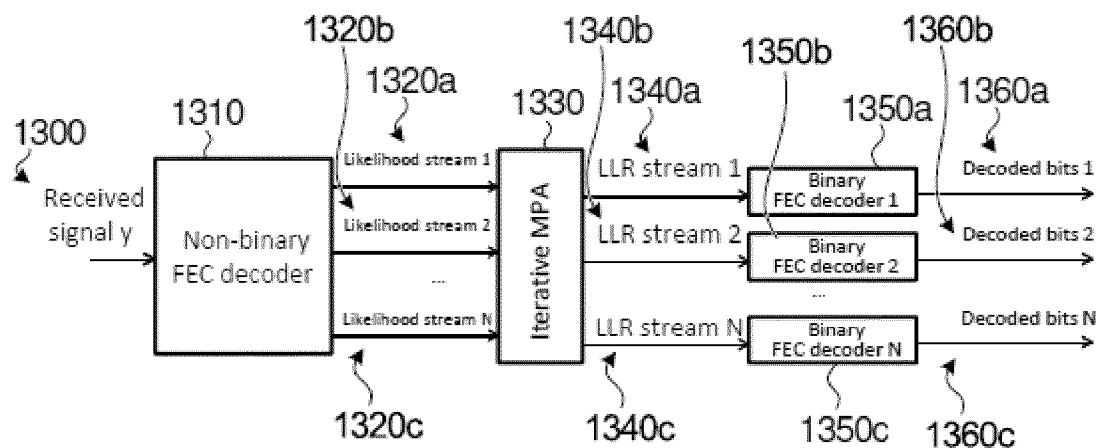 1300
1310
1320b
1320a
1330
1340b
1340a
1350b
1350a
1360b
1360a
Received
signal y
Non-binary
FEC decoder
Likelihood stream 1
Likelihood stream 2
...
Likelihood stream N
Iterative MPA
LLR stream 1
LLR stream 2
LLR stream N
Binary
FEC decoder 1
Binary
FEC decoder 2
...
Binary
FEC decoder N
Decoded bits 1
Decoded bits 2
Decoded bits N
1320c
1340c
1350c
1360c